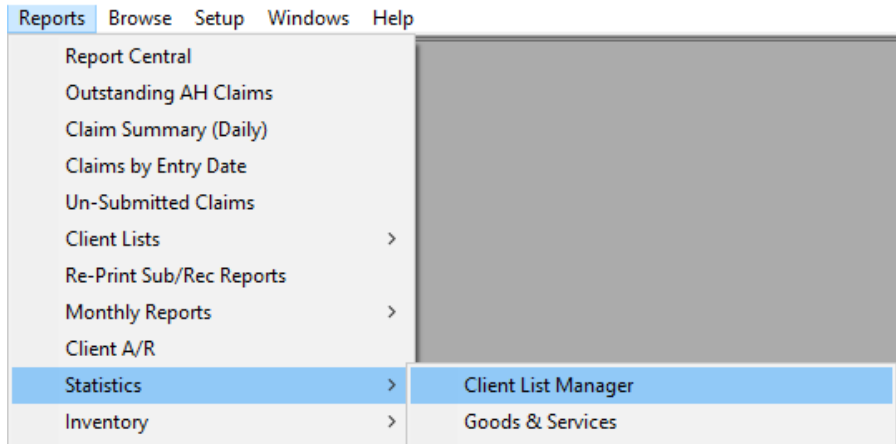 Reports Browse Setup Windows Help
Report Central
Outstanding AH Claims
Claim Summary (Daily)
Claims by Entry Date
Un-Submitted Claims
Client Lists
Re-Print Sub/Rec Reports
Monthly Reports
Client A/R
Statistics
Client List Manager
Inventory
Goods & Services